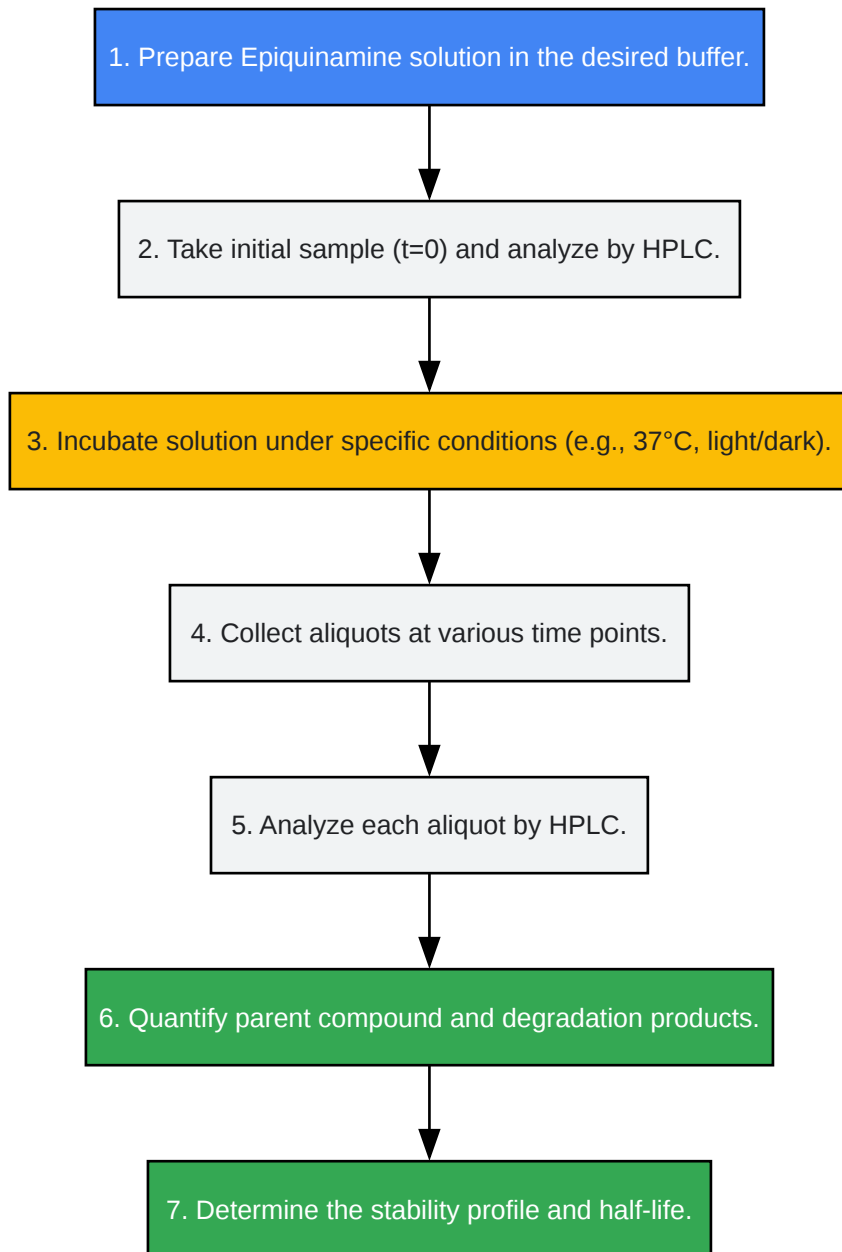 1. Prepare Epiquinamine solution in the desired buffer.
2. Take initial sample (t=0) and analyze by HPLC.
3. Incubate solution under specific conditions (e.g., 37°C, light/dark).
4. Collect aliquots at various time points.
5. Analyze each aliquot by HPLC.
6. Quantify parent compound and degradation products.
7. Determine the stability profile and half-life.